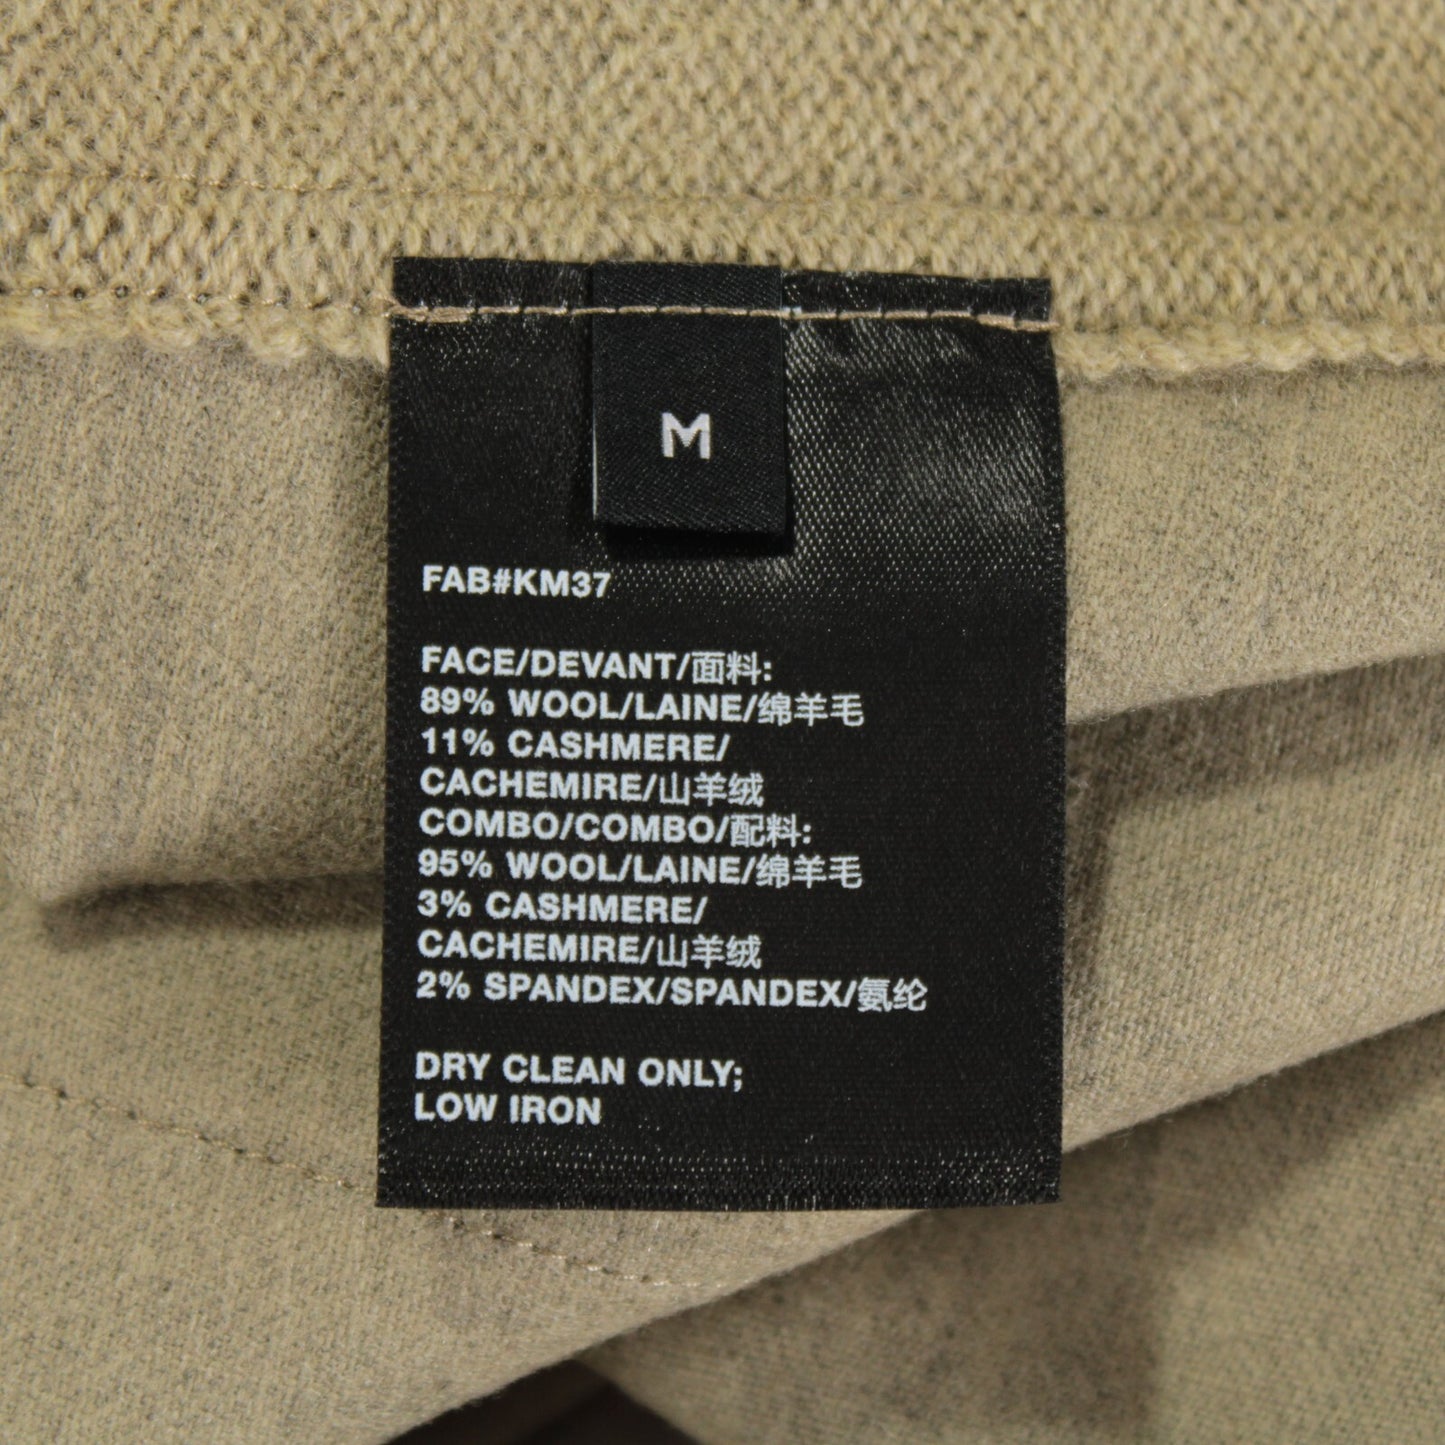 M
FAB#KM37
FACE/DEVANT/面料:
89% WOOL/LAINE/绵羊毛
11% CASHMERE/
CACHEMIRE/山羊绒
COMBO/COMBO/配料:
95% WOOL/LAINE/绵羊毛
3% CASHMERE/
CACHEMIRE/山羊绒
2% SPANDEX/SPANDEX/氨纶
DRY CLEAN ONLY;
LOW IRON